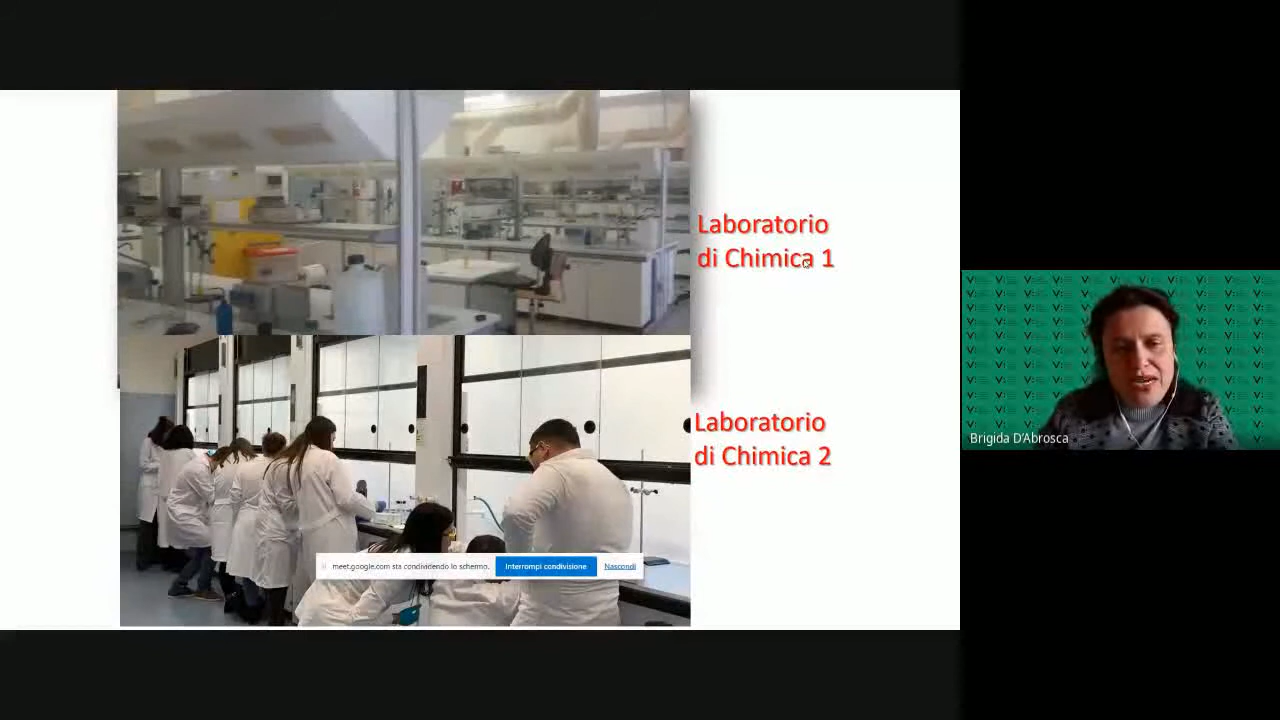 Laboratorio
di Chimica 1
Laboratorio
di Chimica 2
meet.google.com sta condividendo lo schermo.
Interrompi condivisione
Nascondi
Brigida D'Abrosca